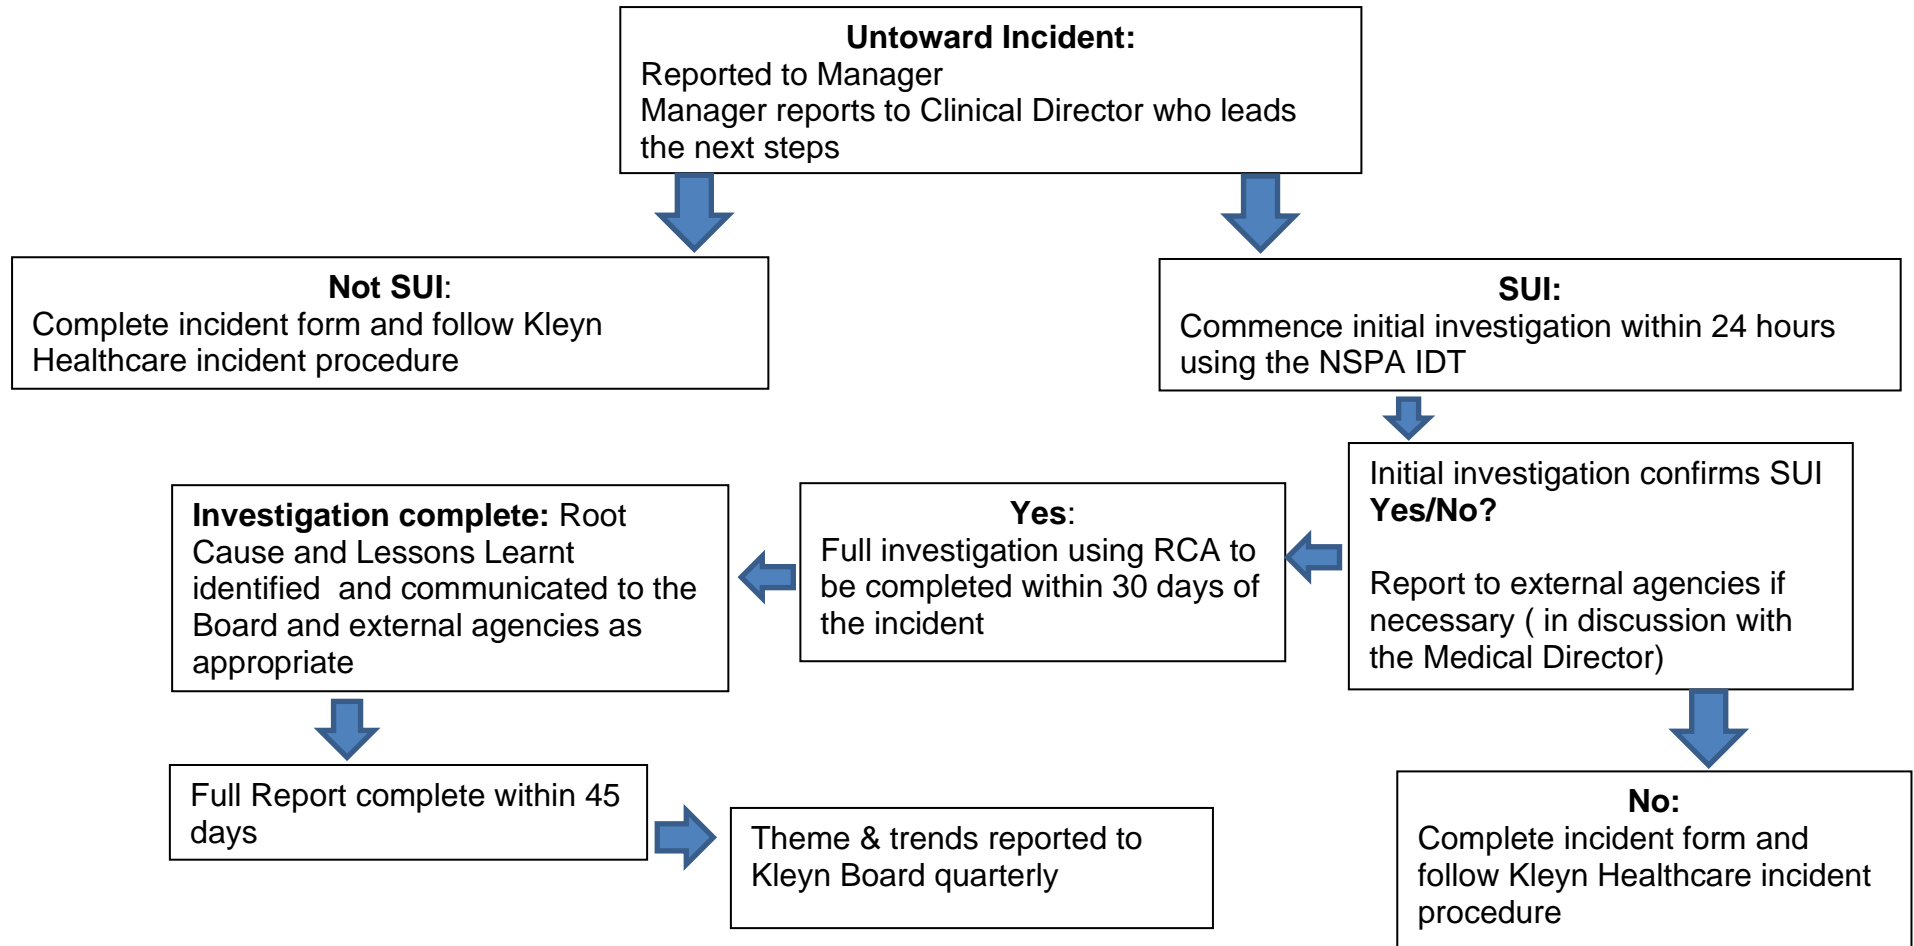 Untoward Incident:
Reported to Manager
Manager reports to Clinical Director who leads
the next steps
Not SUI:
Complete incident form and follow Kleyn
Healthcare incident procedure
SUI:
Commence initial investigation within 24 hours
using the NSPA IDT
Initial investigation confirms SUI
Yes/No?
Report to external agencies if
necessary ( in discussion with
the Medical Director)
Yes:
Full investigation using RCA to
be completed within 30 days of
the incident
Investigation complete: Root
Cause and Lessons Learnt
identified  and communicated to the
Board and external agencies as
appropriate
Full Report complete within 45
days
Theme & trends reported to
Kleyn Board quarterly
No:
Complete incident form and
follow Kleyn Healthcare incident
procedure